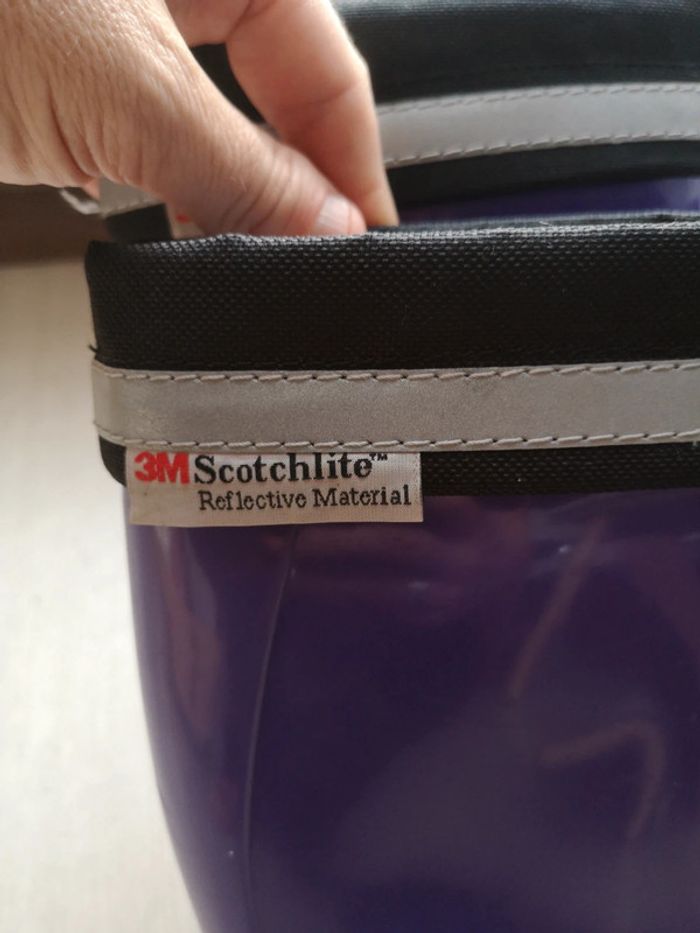 3M Scotchlite™
Reflective Material